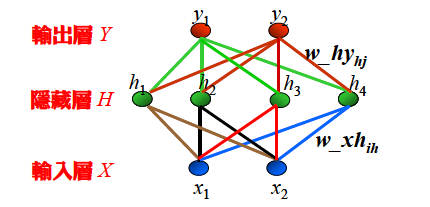 y₁ y₂
輸出層 Y
w_hy_hj
h₁ h₂ h₃ h₄
隱藏層 H
w_xh_ih
輸入層 X
x₁ x₂